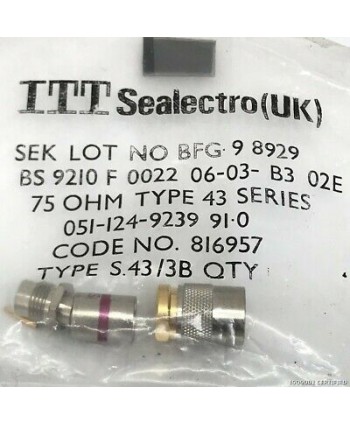 ITT Sealectro(UK)
SEK LOT NO BFG· 9 8929
BS 9210 F 0022 06-03- B3 02E
75 OHM TYPE 43 SERIES
051-124-9239 91·0
CODE NO. 816957
TYPE S.43/3B QTY